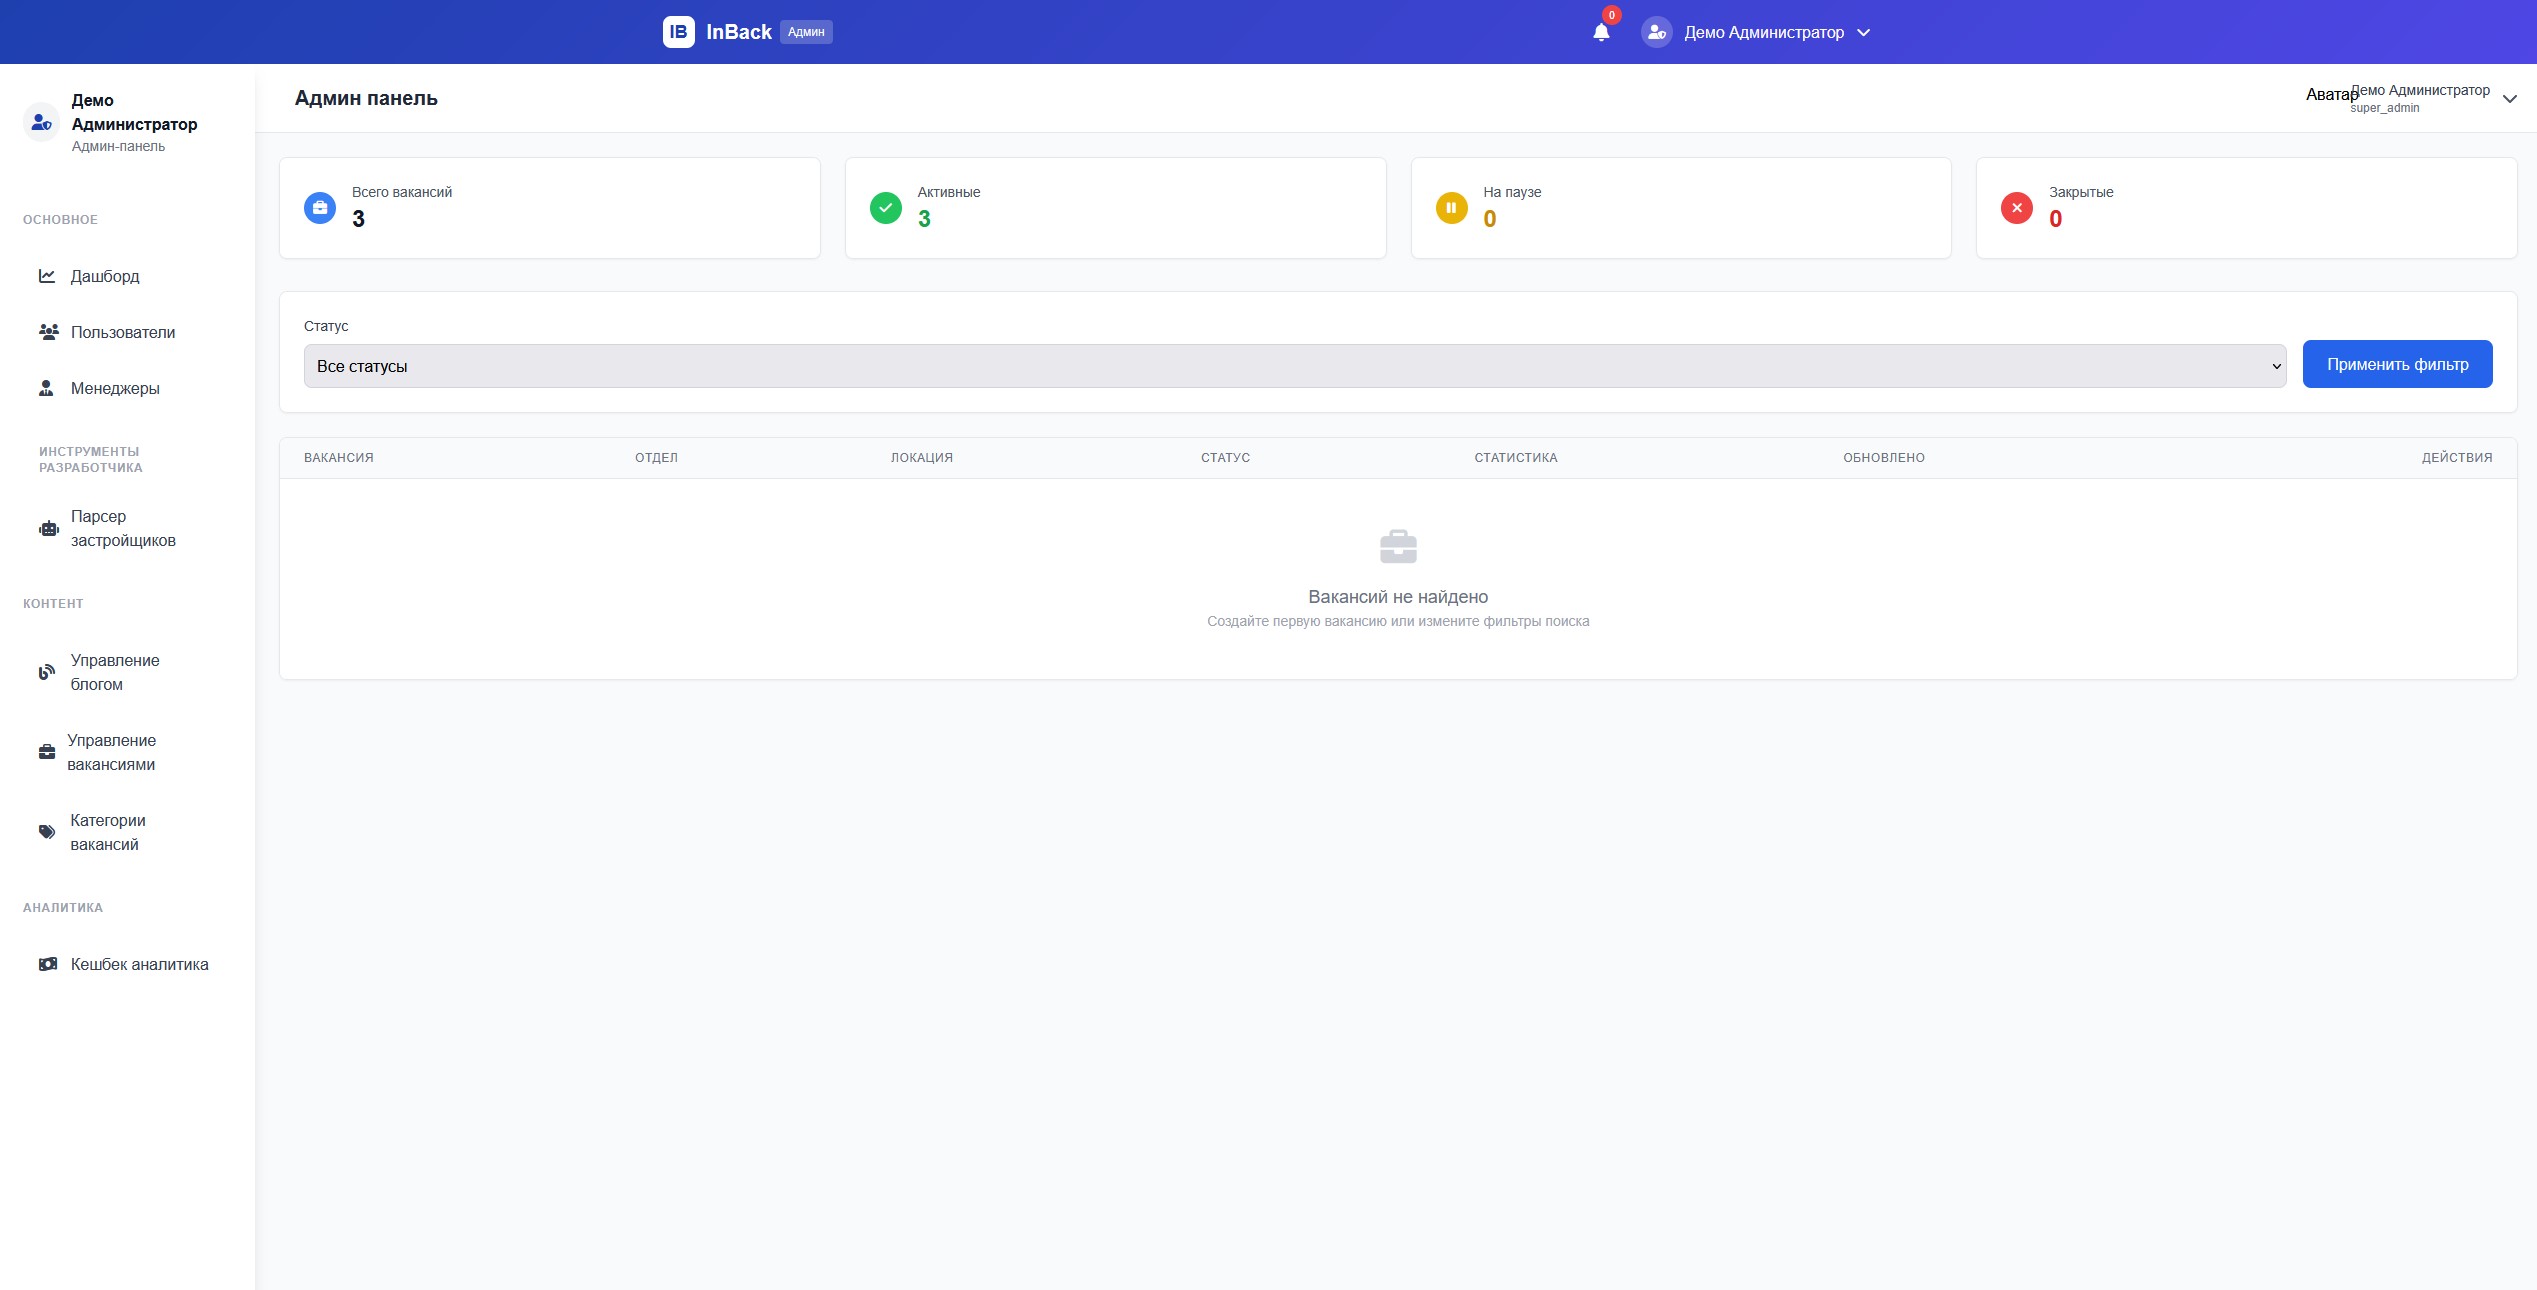 IB InBack Админ
0
Демо Администратор
Демо
Администратор
Админ-панель
ОСНОВНОЕ
Дашборд
Пользователи
Менеджеры
ИНСТРУМЕНТЫ
РАЗРАБОТЧИКА
Парсер
застройщиков
КОНТЕНТ
Управление
блогом
Управление
вакансиями
Категории
вакансий
АНАЛИТИКА
Кешбек аналитика
Админ панель
Аватар
Демо Администратор
super_admin
Всего вакансий
3
Активные
3
На паузе
0
Закрытые
0
Статус
Все статусы
Применить фильтр
ВАКАНСИЯ ОТДЕЛ ЛОКАЦИЯ СТАТУС СТАТИСТИКА ОБНОВЛЕНО ДЕЙСТВИЯ
Вакансий не найдено
Создайте первую вакансию или измените фильтры поиска